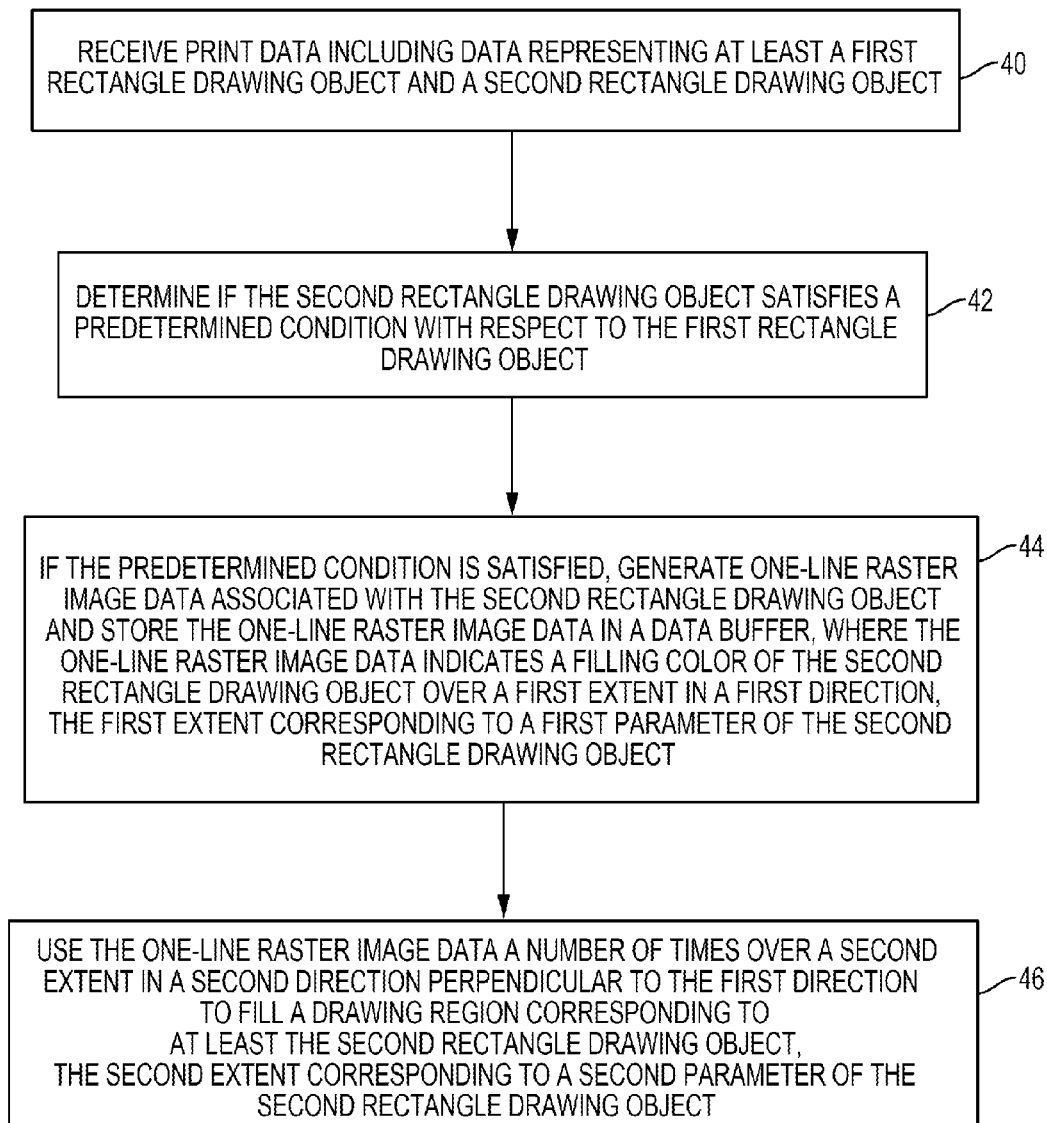 RECEIVE PRINT DATA INCLUDING DATA REPRESENTING AT LEAST A FIRST
RECTANGLE DRAWING OBJECT AND A SECOND RECTANGLE DRAWING OBJECT
40
DETERMINE IF THE SECOND RECTANGLE DRAWING OBJECT SATISFIES A
PREDETERMINED CONDITION WITH RESPECT TO THE FIRST RECTANGLE
DRAWING OBJECT
42
IF THE PREDETERMINED CONDITION IS SATISFIED, GENERATE ONE-LINE RASTER
IMAGE DATA ASSOCIATED WITH THE SECOND RECTANGLE DRAWING OBJECT
AND STORE THE ONE-LINE RASTER IMAGE DATA IN A DATA BUFFER, WHERE THE
ONE-LINE RASTER IMAGE DATA INDICATES A FILLING COLOR OF THE SECOND
RECTANGLE DRAWING OBJECT OVER A FIRST EXTENT IN A FIRST DIRECTION,
THE FIRST EXTENT CORRESPONDING TO A FIRST PARAMETER OF THE SECOND
RECTANGLE DRAWING OBJECT
44
USE THE ONE-LINE RASTER IMAGE DATA A NUMBER OF TIMES OVER A SECOND
EXTENT IN A SECOND DIRECTION PERPENDICULAR TO THE FIRST DIRECTION
TO FILL A DRAWING REGION CORRESPONDING TO
AT LEAST THE SECOND RECTANGLE DRAWING OBJECT,
THE SECOND EXTENT CORRESPONDING TO A SECOND PARAMETER OF THE
SECOND RECTANGLE DRAWING OBJECT
46